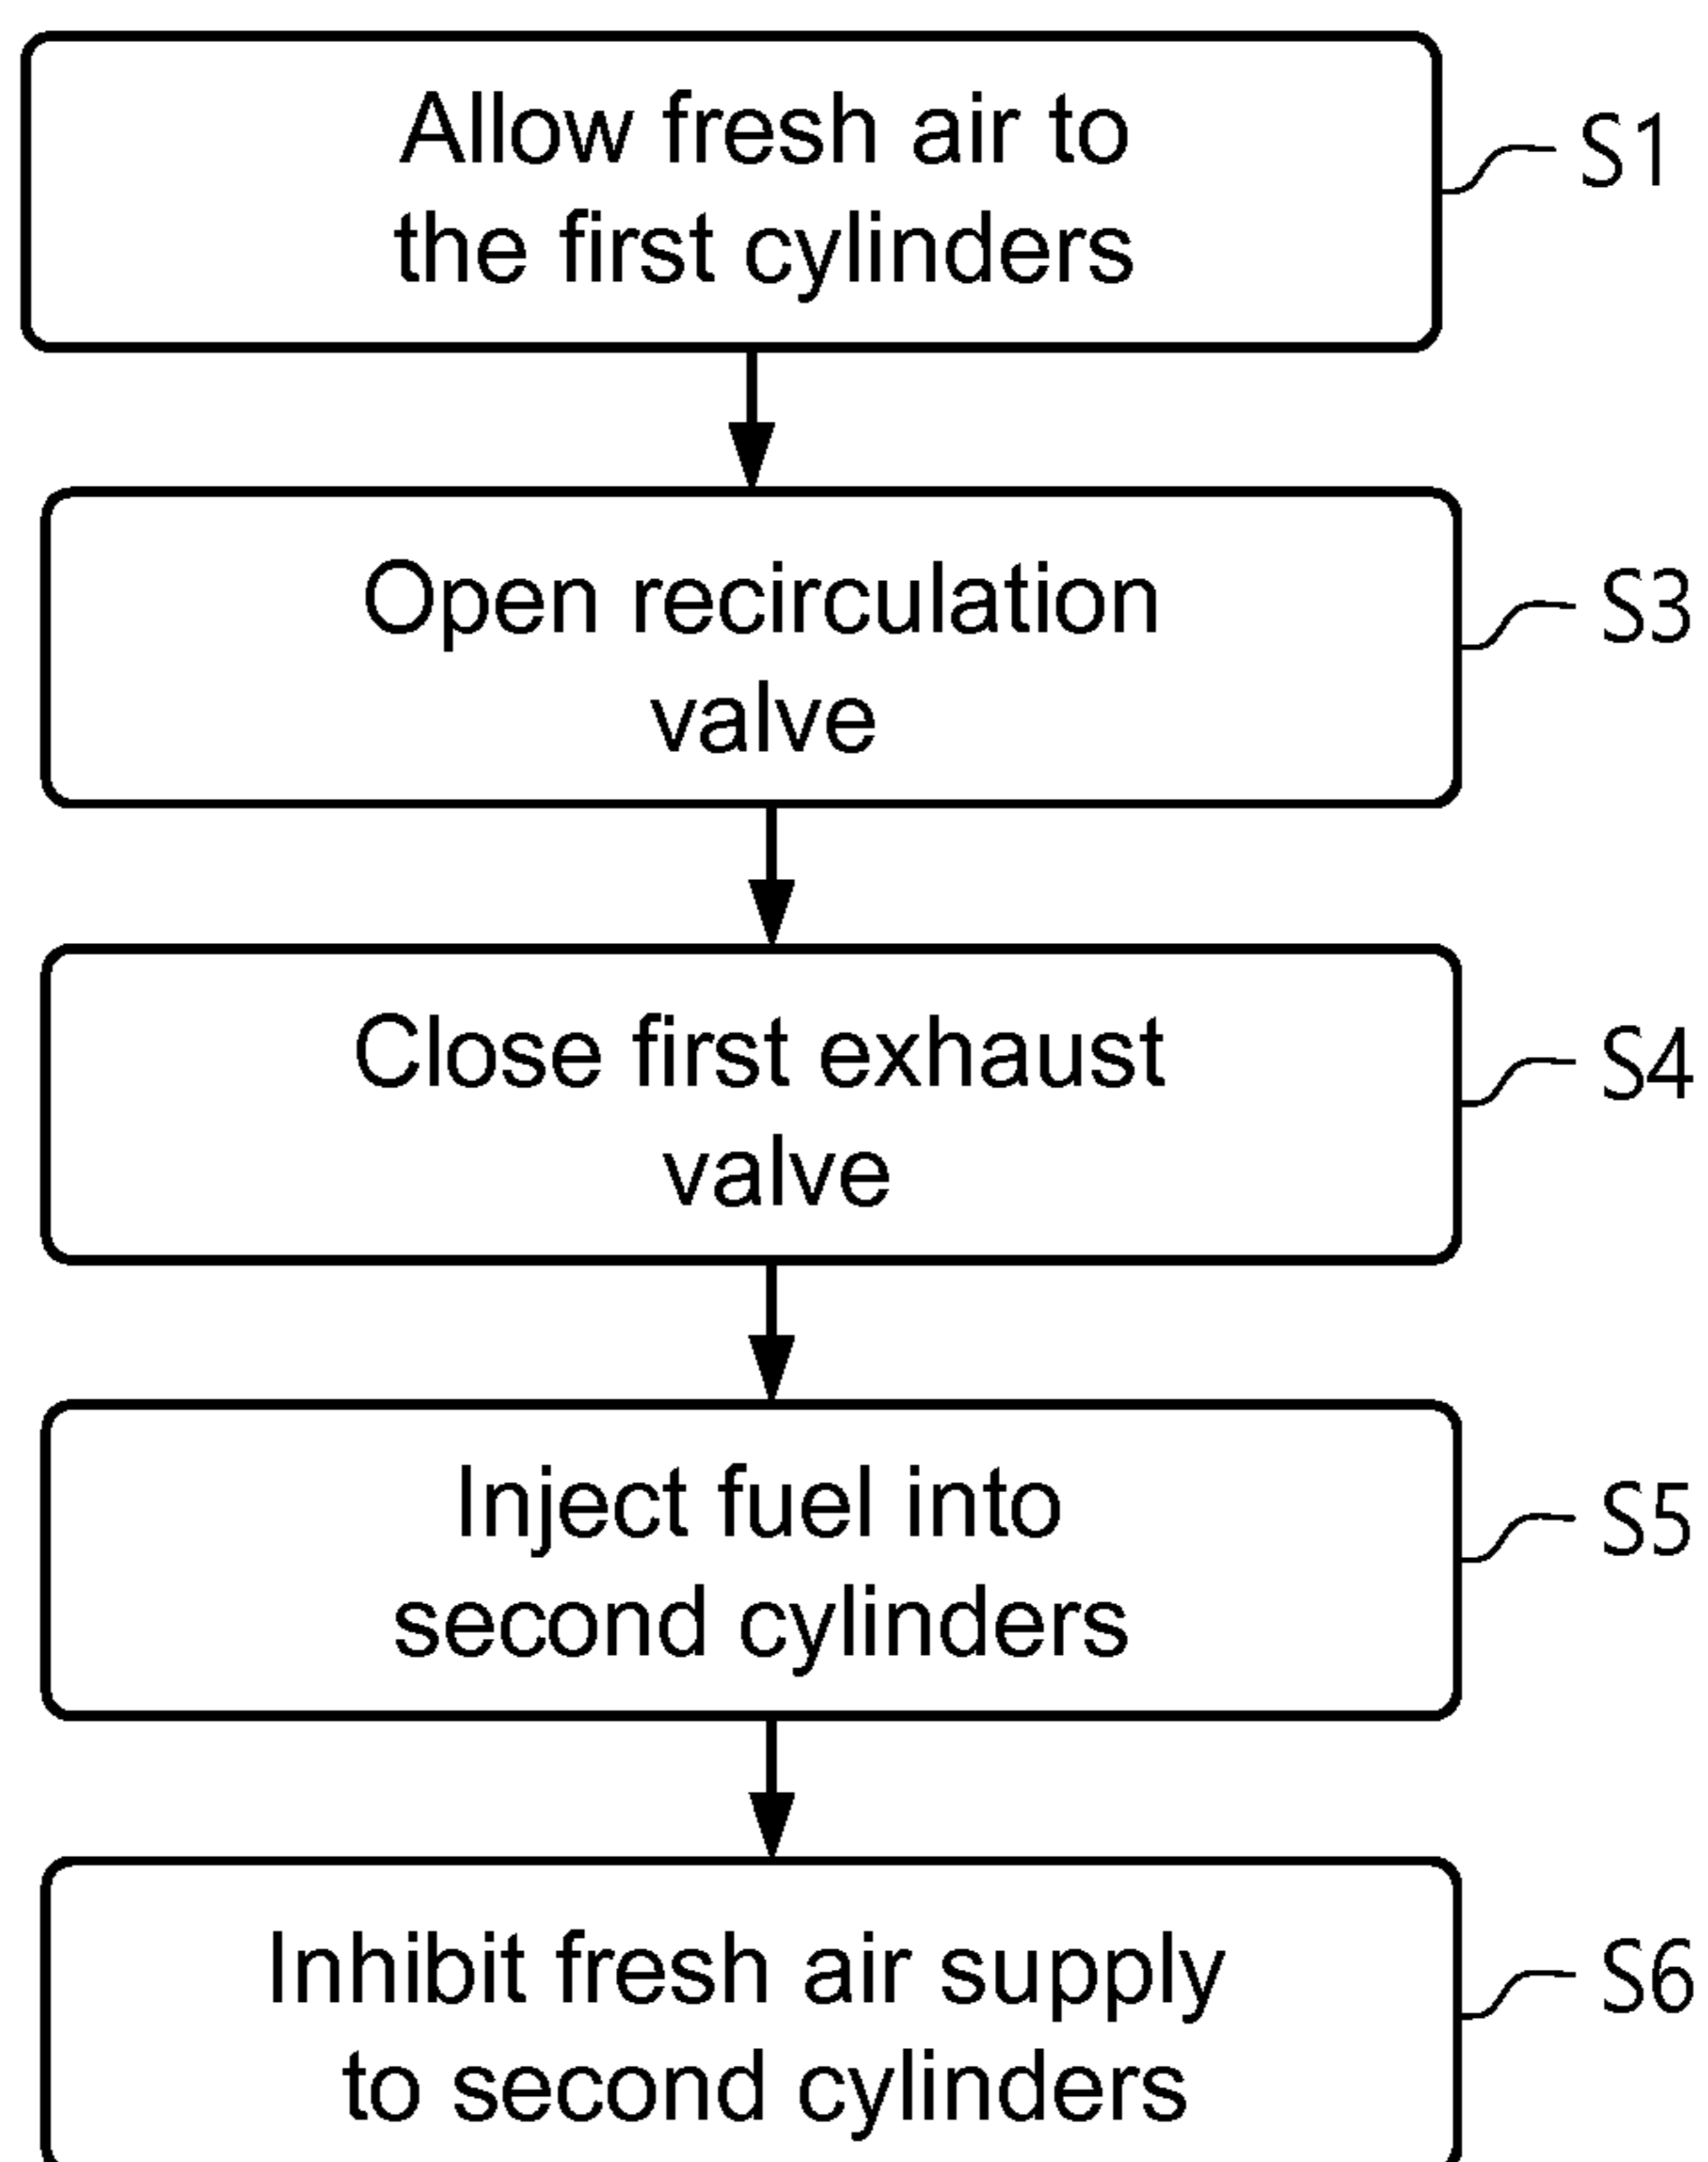 Allow fresh air to
the first cylinders
S1
Open recirculation
valve
S3
Close first exhaust
valve
S4
Inject fuel into
second cylinders
S5
Inhibit fresh air supply
to second cylinders
S6